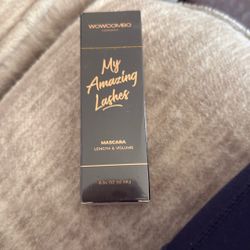 WOWCOMBO
My
Amazing
Lashes
MASCARA
LENGTH & VOLUME